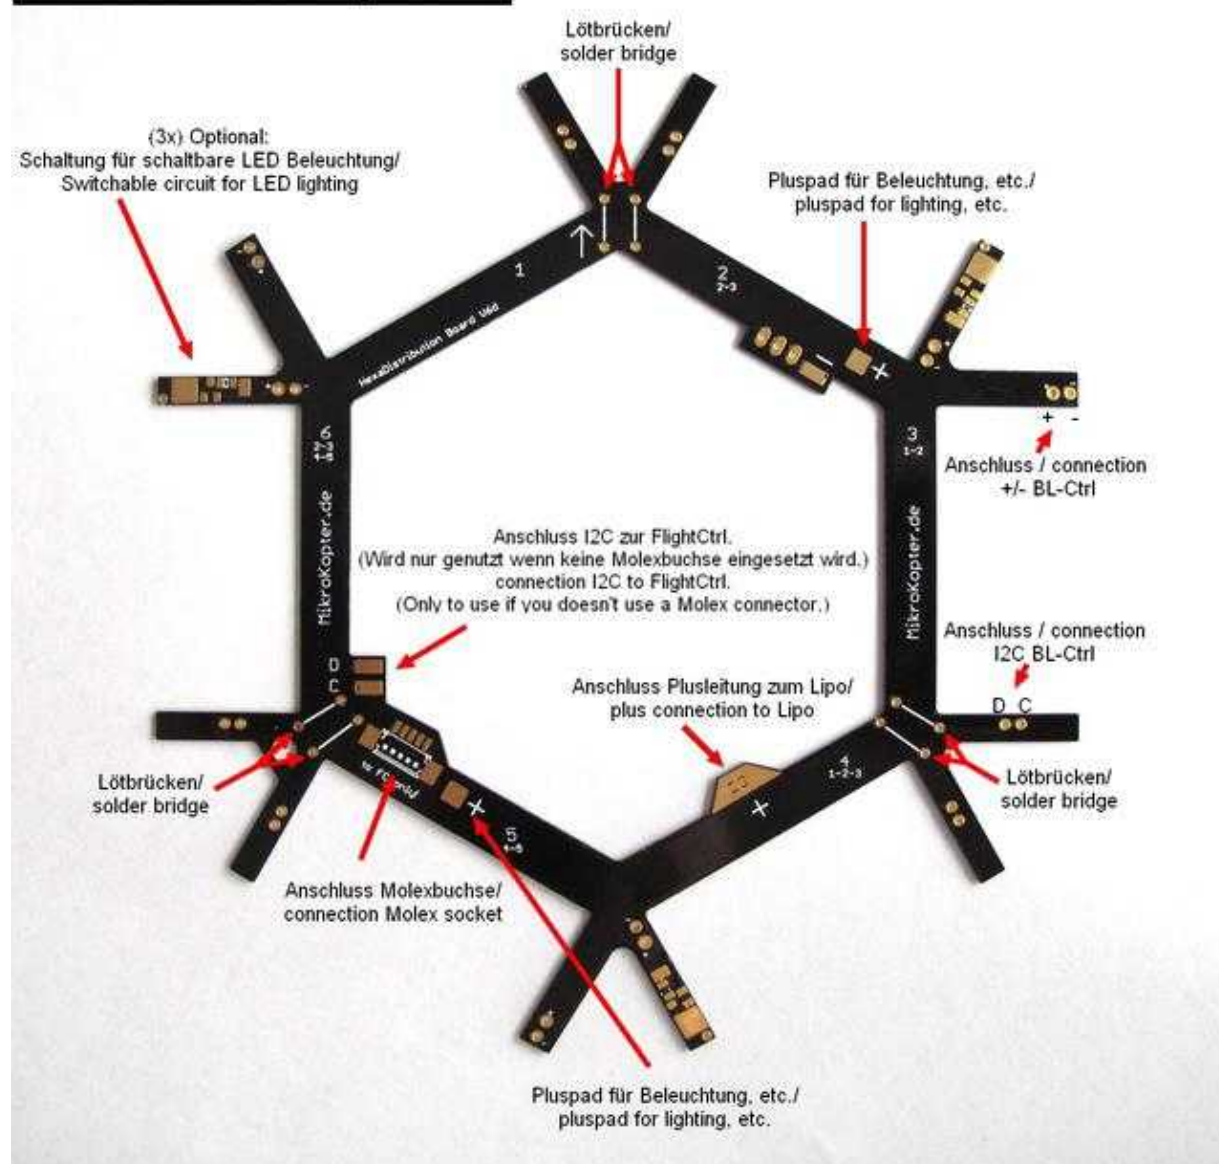 Lötbrücken/
solder bridge
(3x) Optional:
Schaltung für schaltbare LED Beleuchtung/
Switchable circuit for LED lighting
Pluspad für Beleuchtung, etc./
pluspad for lighting, etc.
1
2
2-3
HexaDistribution Board V6d
+
+ -
3
1-2
Anschluss / connection
+/- BL-Ctrl
6
MikroKopter.de
MikroKopter.de
Anschluss I2C zur FlightCtrl.
(Wird nur genutzt wenn keine Molexbuchse eingesetzt wird.)
connection I2C to FlightCtrl.
(Only to use if you doesn't use a Molex connector.)
Anschluss / connection
I2C BL-Ctrl
D
C
D C
Anschluss Plusleitung zum Lipo/
plus connection to Lipo
4
1-2-3
+
to FC
+
5
Lötbrücken/
solder bridge
Lötbrücken/
solder bridge
Anschluss Molexbuchse/
connection Molex socket
Pluspad für Beleuchtung, etc./
pluspad for lighting, etc.